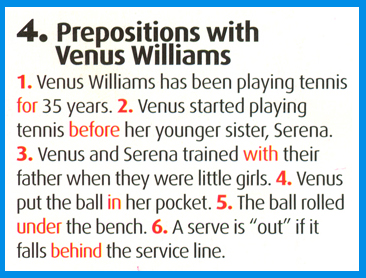 4. Prepositions with
Venus Williams
1. Venus Williams has been playing tennis
for 35 years. 2. Venus started playing
tennis before her younger sister, Serena.
3. Venus and Serena trained with their
father when they were little girls. 4. Venus
put the ball in her pocket. 5. The ball rolled
under the bench. 6. A serve is “out” if it
falls behind the service line.